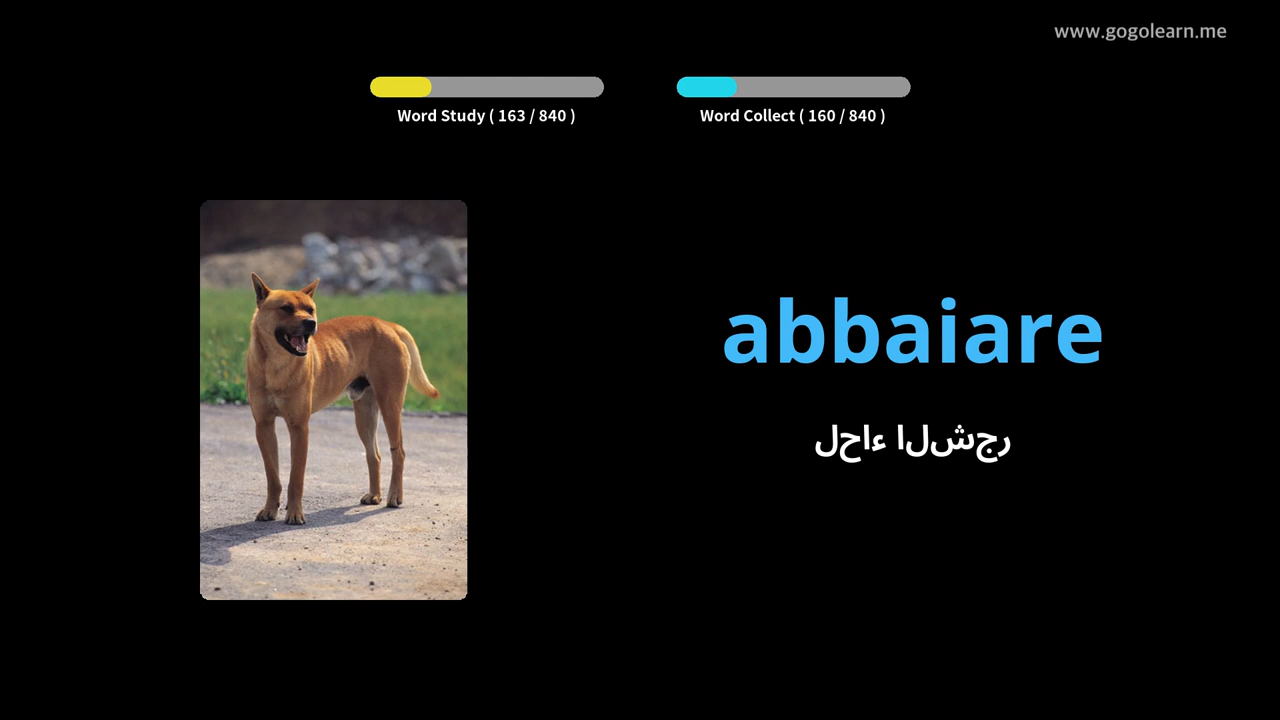 www.gogolearn.me
Word Study ( 163 / 840 )
Word Collect ( 160 / 840 )
abbaiare
لحاء الشجر